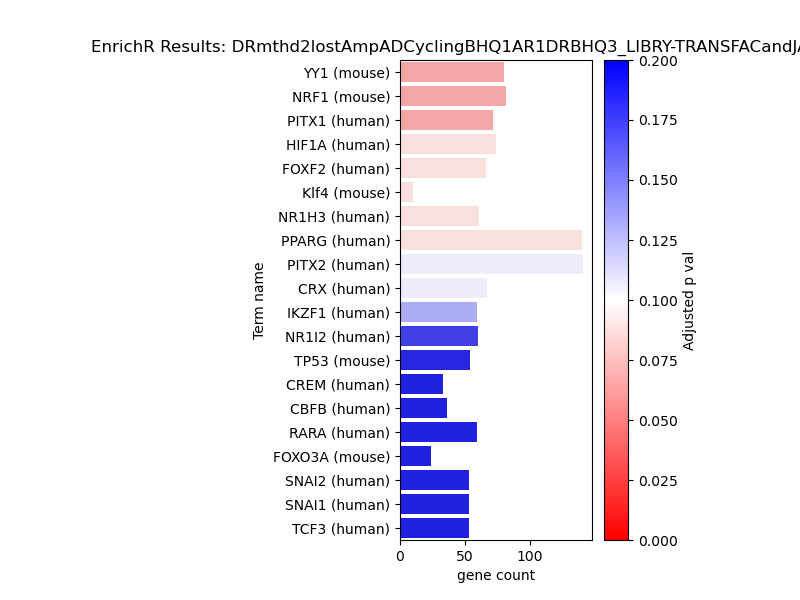 EnrichR Results: DRmthd2lostAmpADCyclingBHQ1AR1DRBHQ3_LIBRY-TRANSFACandJA
YY1 (mouse)
NRF1 (mouse)
PITX1 (human)
HIF1A (human)
FOXF2 (human)
Klf4 (mouse)
NR1H3 (human)
PPARG (human)
PITX2 (human)
CRX (human)
IKZF1 (human)
NR1I2 (human)
TP53 (mouse)
CREM (human)
CBFB (human)
RARA (human)
FOXO3A (mouse)
SNAI2 (human)
SNAI1 (human)
TCF3 (human)
Term name
0 50 100
gene count
0.200
0.175
0.150
0.125
0.100
0.075
0.050
0.025
0.000
Adjusted p val